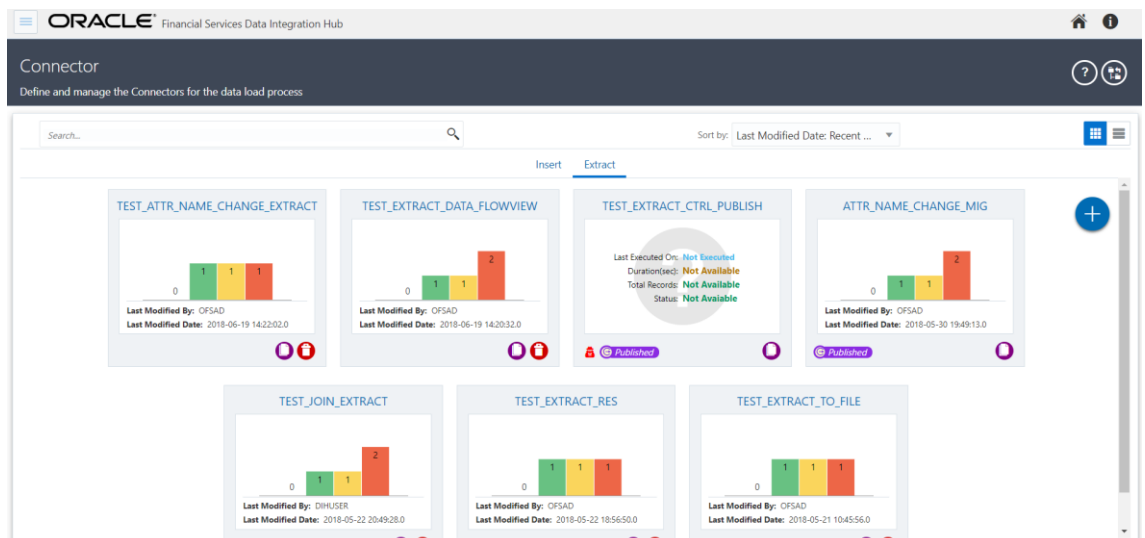 ORACLE® Financial Services Data Integration Hub
Connector
Define and manage the Connectors for the data load process
Search...
Sort by: Last Modified Date: Recent ...
Insert Extract
TEST_ATTR_NAME_CHANGE_EXTRACT
0 1 1 1
Last Modified By: OFSAD
Last Modified Date: 2018-06-19 14:22:02.0
TEST_EXTRACT_DATA_FLOWVIEW
0 1 1 2
Last Modified By: OFSAD
Last Modified Date: 2018-06-19 14:20:32.0
TEST_EXTRACT_CTRL_PUBLISH
Last Executed On: Not Executed
Duration(sec): Not Available
Total Records: Not Available
Status: Not Avaiable
Published
ATTR_NAME_CHANGE_MIG
0 1 1 2
Last Modified By: OFSAD
Last Modified Date: 2018-05-30 19:49:13.0
Published
TEST_JOIN_EXTRACT
0 1 1 2
Last Modified By: DIHUSER
Last Modified Date: 2018-05-22 20:49:28.0
TEST_EXTRACT_RES
0 1 1 1
Last Modified By: OFSAD
Last Modified Date: 2018-05-22 18:56:50.0
TEST_EXTRACT_TO_FILE
0 1 1 1
Last Modified By: OFSAD
Last Modified Date: 2018-05-21 10:45:56.0